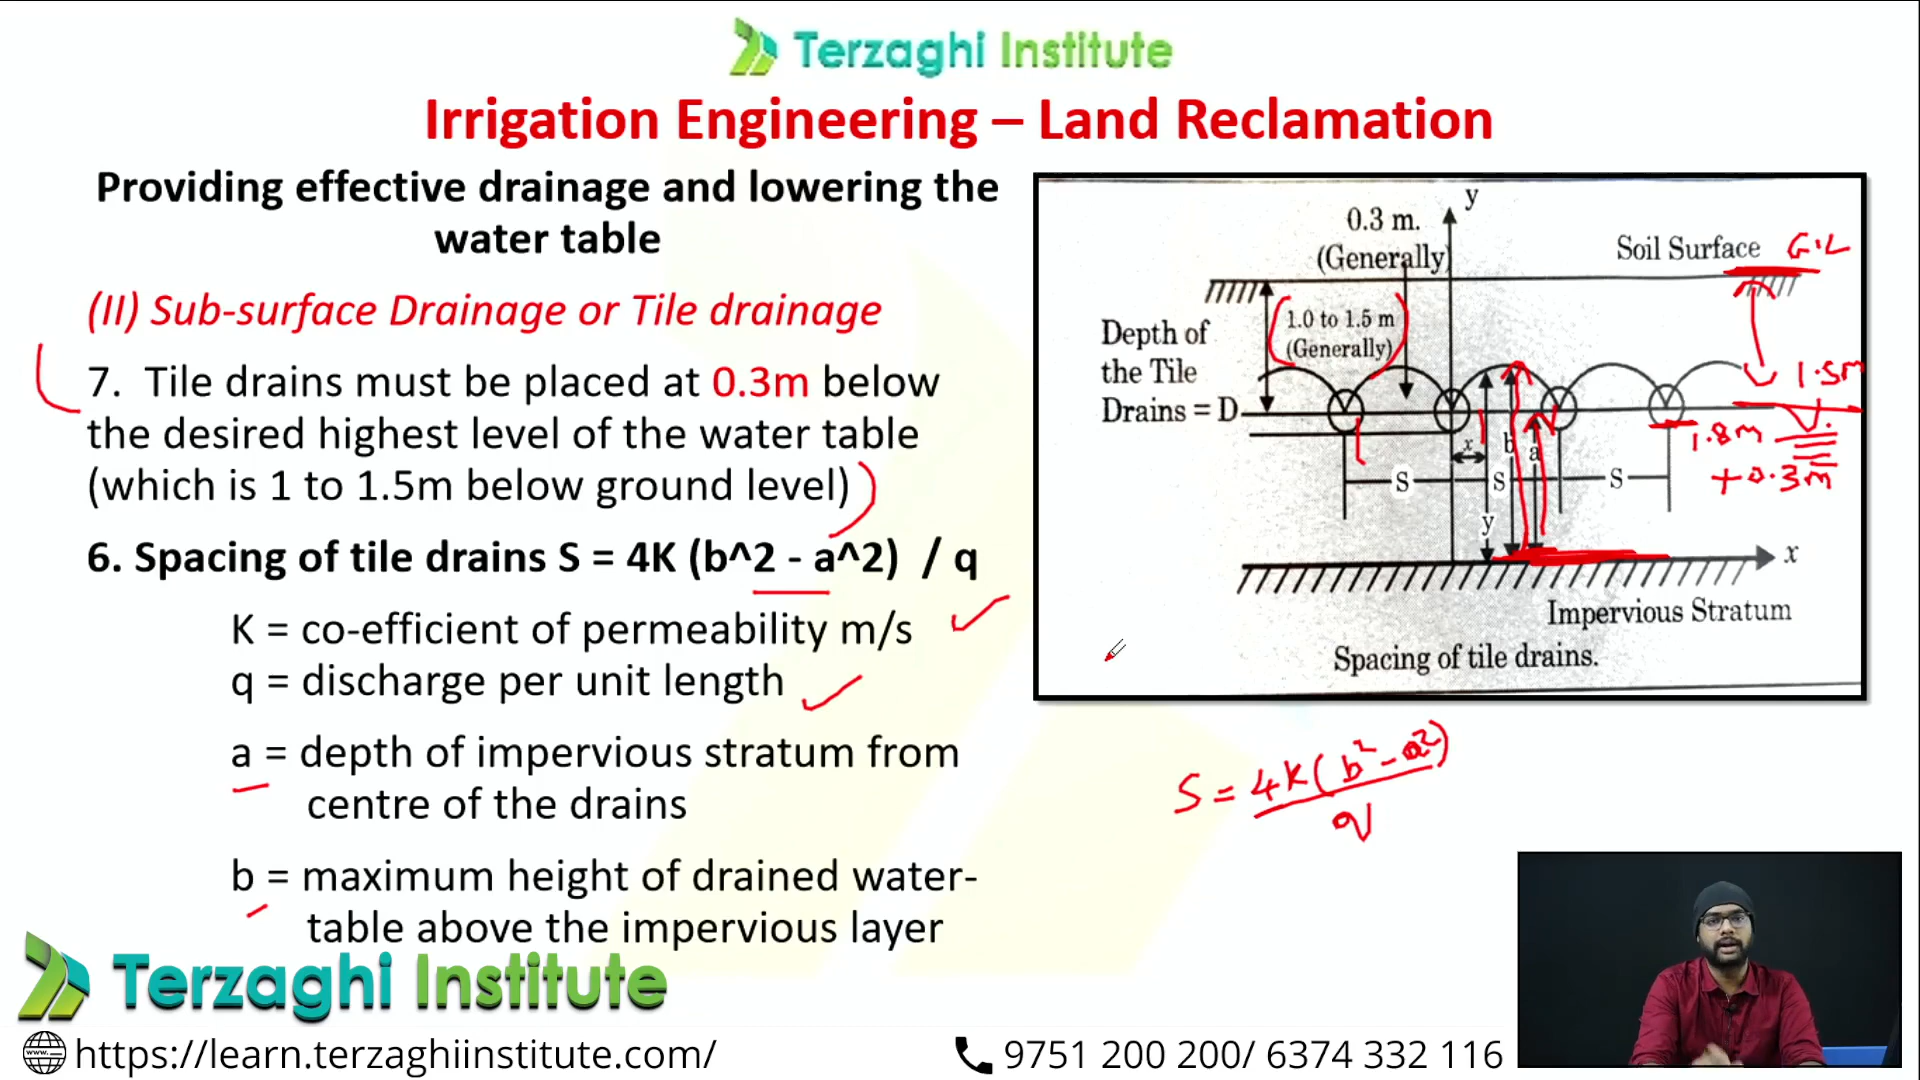 Terzaghi Institute
Irrigation Engineering – Land Reclamation
Providing effective drainage and lowering the
water table
(II) Sub-surface Drainage or Tile drainage
7. Tile drains must be placed at 0.3m below
the desired highest level of the water table
(which is 1 to 1.5m below ground level)
6. Spacing of tile drains S = 4K (b^2 - a^2) / q
K = co-efficient of permeability m/s
q = discharge per unit length
a = depth of impervious stratum from
centre of the drains
b = maximum height of drained water-
table above the impervious layer
y
0.3 m.
(Generally)
Soil Surface G.L
1.0 to 1.5 m
(Generally)
Depth of
the Tile
Drains = D
1.5m
1.8m
+0.3m
x
b
a
S
S
S
y
x
Impervious Stratum
Spacing of tile drains.
S = 4K(b²-a²)
q
Terzaghi Institute
www
https://learn.terzaghiinstitute.com/
9751 200 200/ 6374 332 116